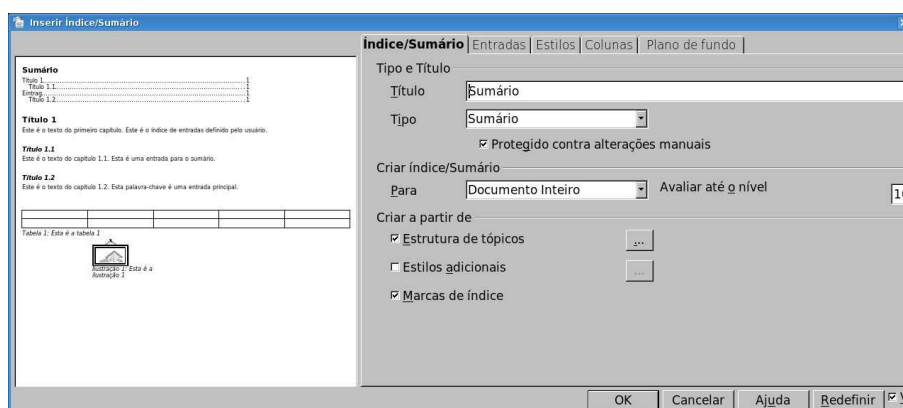 Inserir Índice/Sumário
Índice/Sumário Entradas Estilos Colunas Plano de fundo
Sumário
Título 1.....1
Título 1.1.....1
Eintrag.....1
Título 1.2.....1
Título 1
Este é o texto do primeiro capítulo. Este é o índice de entradas definido pelo usuário.
Título 1.1
Este é o texto do capítulo 1.1. Esta é uma entrada para o sumário.
Título 1.2
Este é o texto do capítulo 1.2. Esta palavra-chave é uma entrada principal.
Tabela 1: Esta é a tabela 1
Ilustração 1: Esta é a
ilustração 1
Tipo e Título
Título Sumário
Tipo Sumário
Protegido contra alterações manuais
Criar índice/Sumário
Para Documento Inteiro Avaliar até o nível
Criar a partir de
Estrutura de tópicos ...
Estilos adicionais ...
Marcas de índice
OK Cancelar Ajuda Redefinir